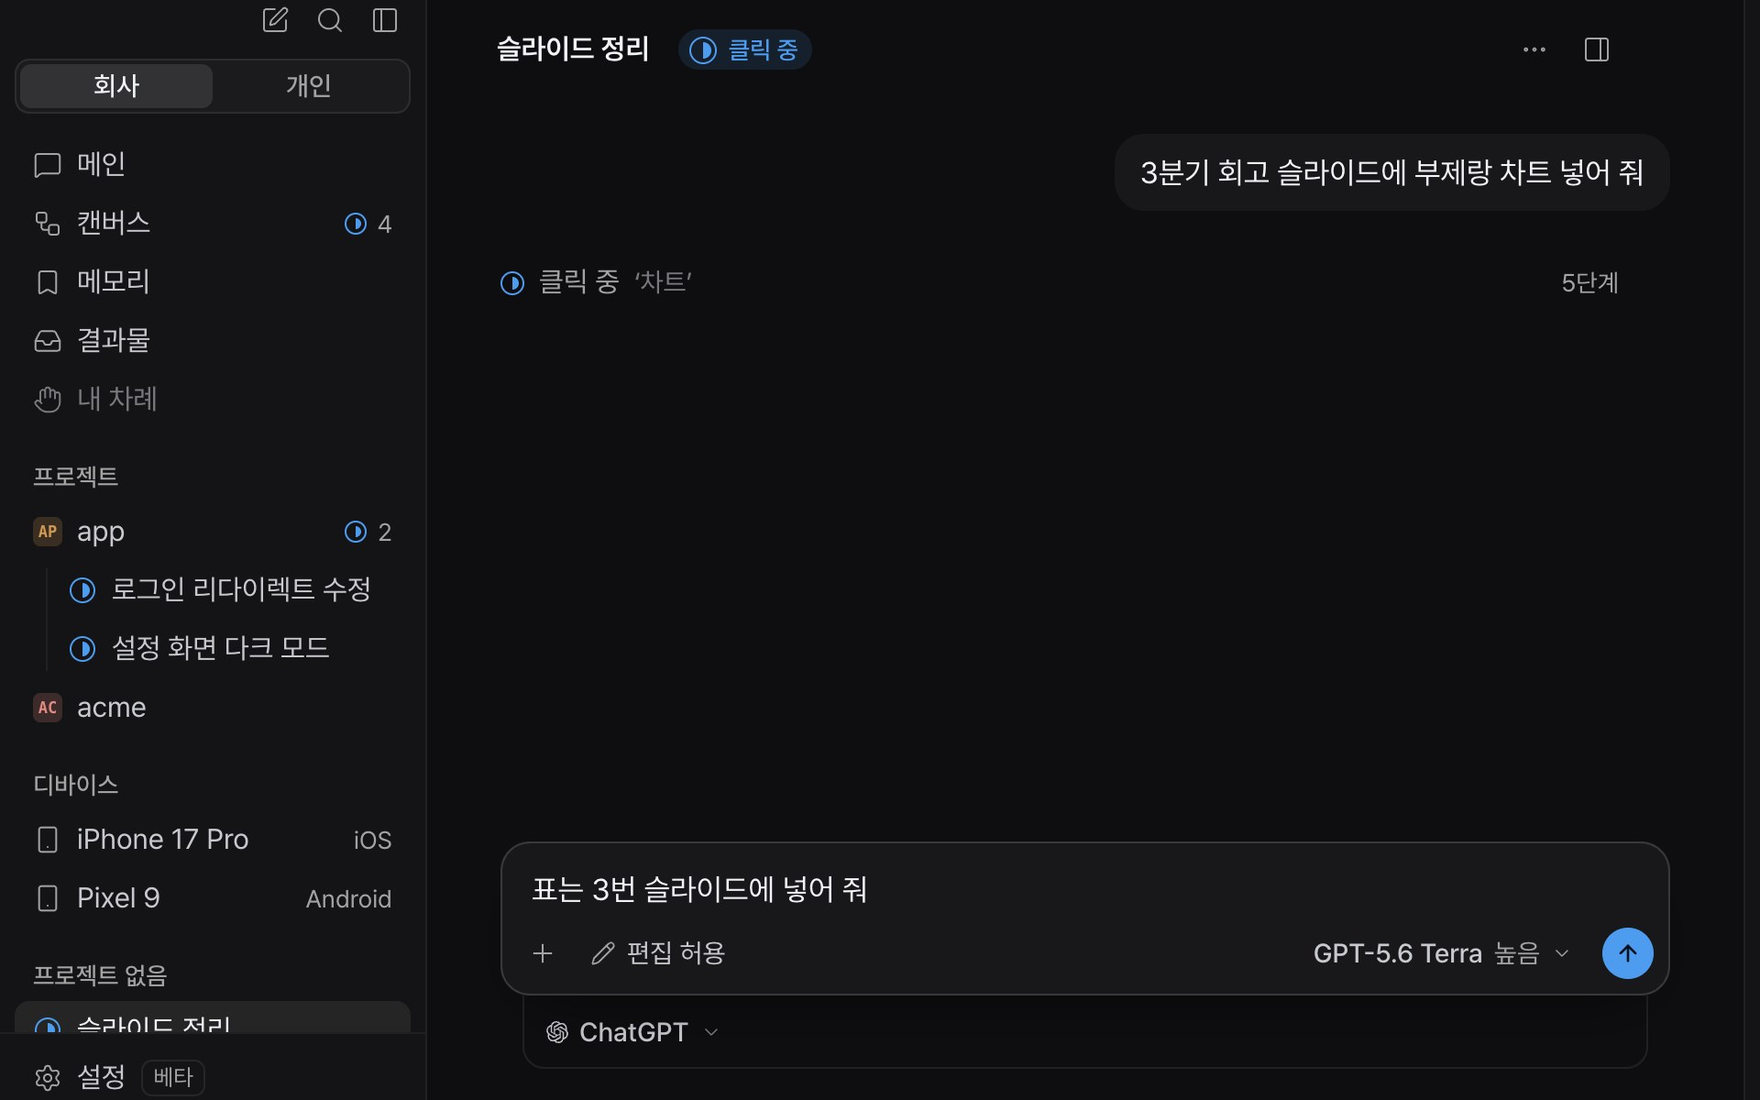 회사
개인
메인
캔버스 4
메모리
결과물
내 차례
프로젝트
AP app 2
로그인 리다이렉트 수정
설정 화면 다크 모드
AC acme
디바이스
iPhone 17 Pro iOS
Pixel 9 Android
프로젝트 없음
슬라이드 정리
설정 베타
슬라이드 정리 클릭 중
3분기 회고 슬라이드에 부제랑 차트 넣어 줘
클릭 중 ‘차트’ 5단계
표는 3번 슬라이드에 넣어 줘
편집 허용 GPT-5.6 Terra 높음
ChatGPT